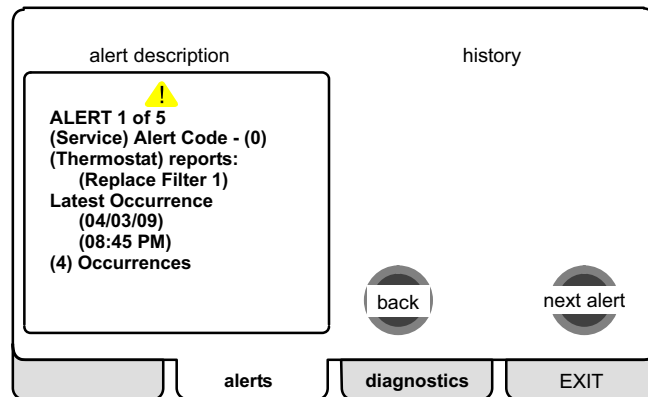 alert description
history
!
ALERT 1 of 5
(Service) Alert Code - (0)
(Thermostat) reports:
(Replace Filter 1)
Latest Occurrence
(04/03/09)
(08:45 PM)
(4) Occurrences
back
next alert
alerts
diagnostics
EXIT